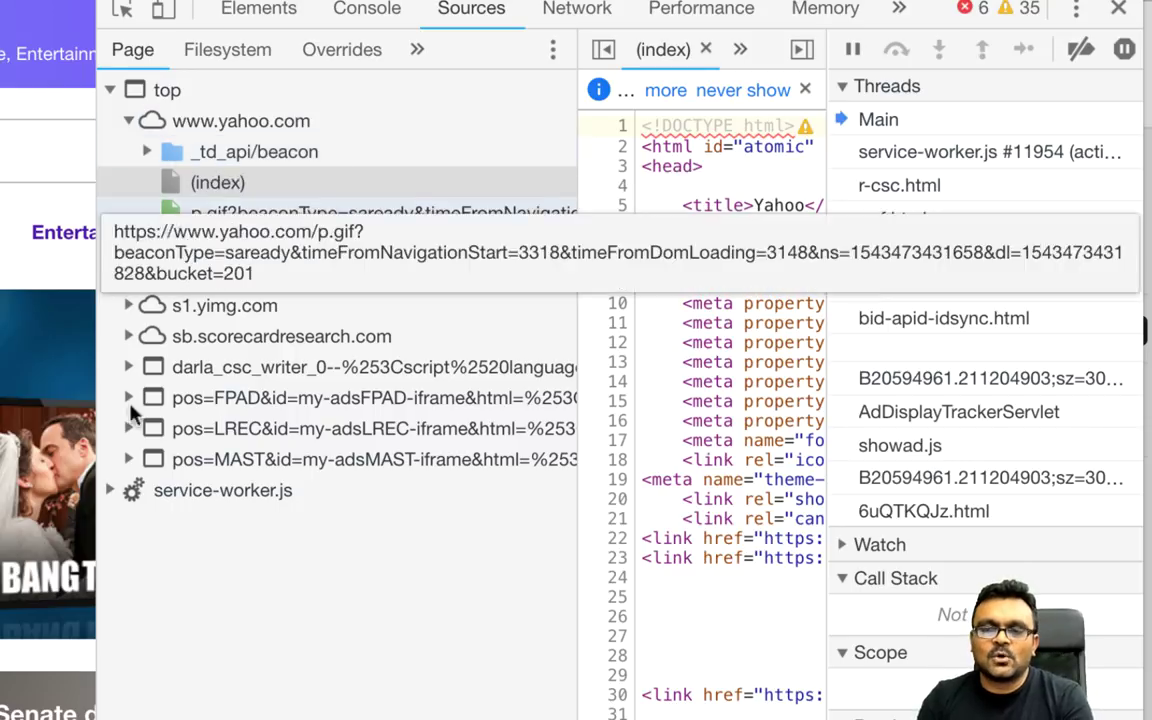 Elements Console Sources Network Performance Memory 6 35
e, Entertainn
Page Filesystem Overrides (index)
... more never show
top
www.yahoo.com
_td_api/beacon
(index)
p.gif?beaconType=saready&timeFromNavigatio
https://www.yahoo.com/p.gif?
beaconType=saready&timeFromNavigationStart=3318&timeFromDomLoading=3148&ns=1543473431658&dl=1543473431
828&bucket=201
s1.yimg.com
sb.scorecardresearch.com
darla_csc_writer_0--%253Cscript%2520languag
pos=FPAD&id=my-adsFPAD-iframe&html=%253
pos=LREC&id=my-adsLREC-iframe&html=%253
pos=MAST&id=my-adsMAST-iframe&html=%253
service-worker.js
Enterta
BANG T
Senate d
1 <!DOCTYPE html>
2 <html id="atomic"
3 <head>
4
5 <title>Yahoo</
10 <meta property
11 <meta property
12 <meta property
13 <meta property
14 <meta property
15 <meta property
16 <meta property
17 <meta name="fo
18 <link rel="ico
19 <meta name="theme-
20 <link rel="sho
21 <link rel="can
22 <link href="https:
23 <link href="https:
24
25
26
27
28
29
30 <link href="https:
31
Threads
Main
service-worker.js #11954 (acti...
r-csc.html
bid-apid-idsync.html
B20594961.211204903;sz=30...
AdDisplayTrackerServlet
showad.js
B20594961.211204903;sz=30...
6uQTKQJz.html
Watch
Call Stack
Not
Scope